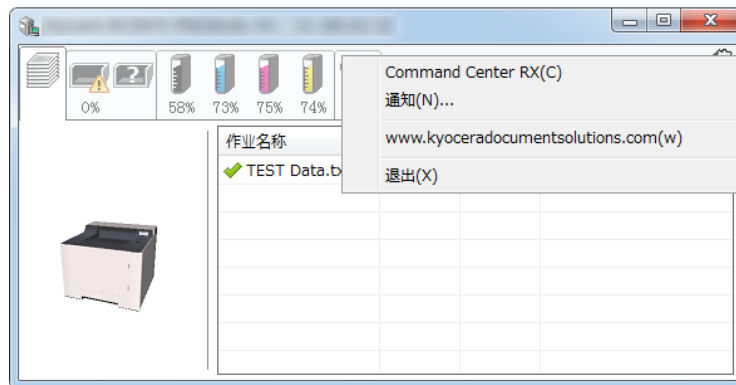 0%
58%
73%
75%
74%
Command Center RX(C)
通知(N)...
www.kyoceradocumentsolutions.com(w)
退出(X)
作业名称
TEST Data.tx